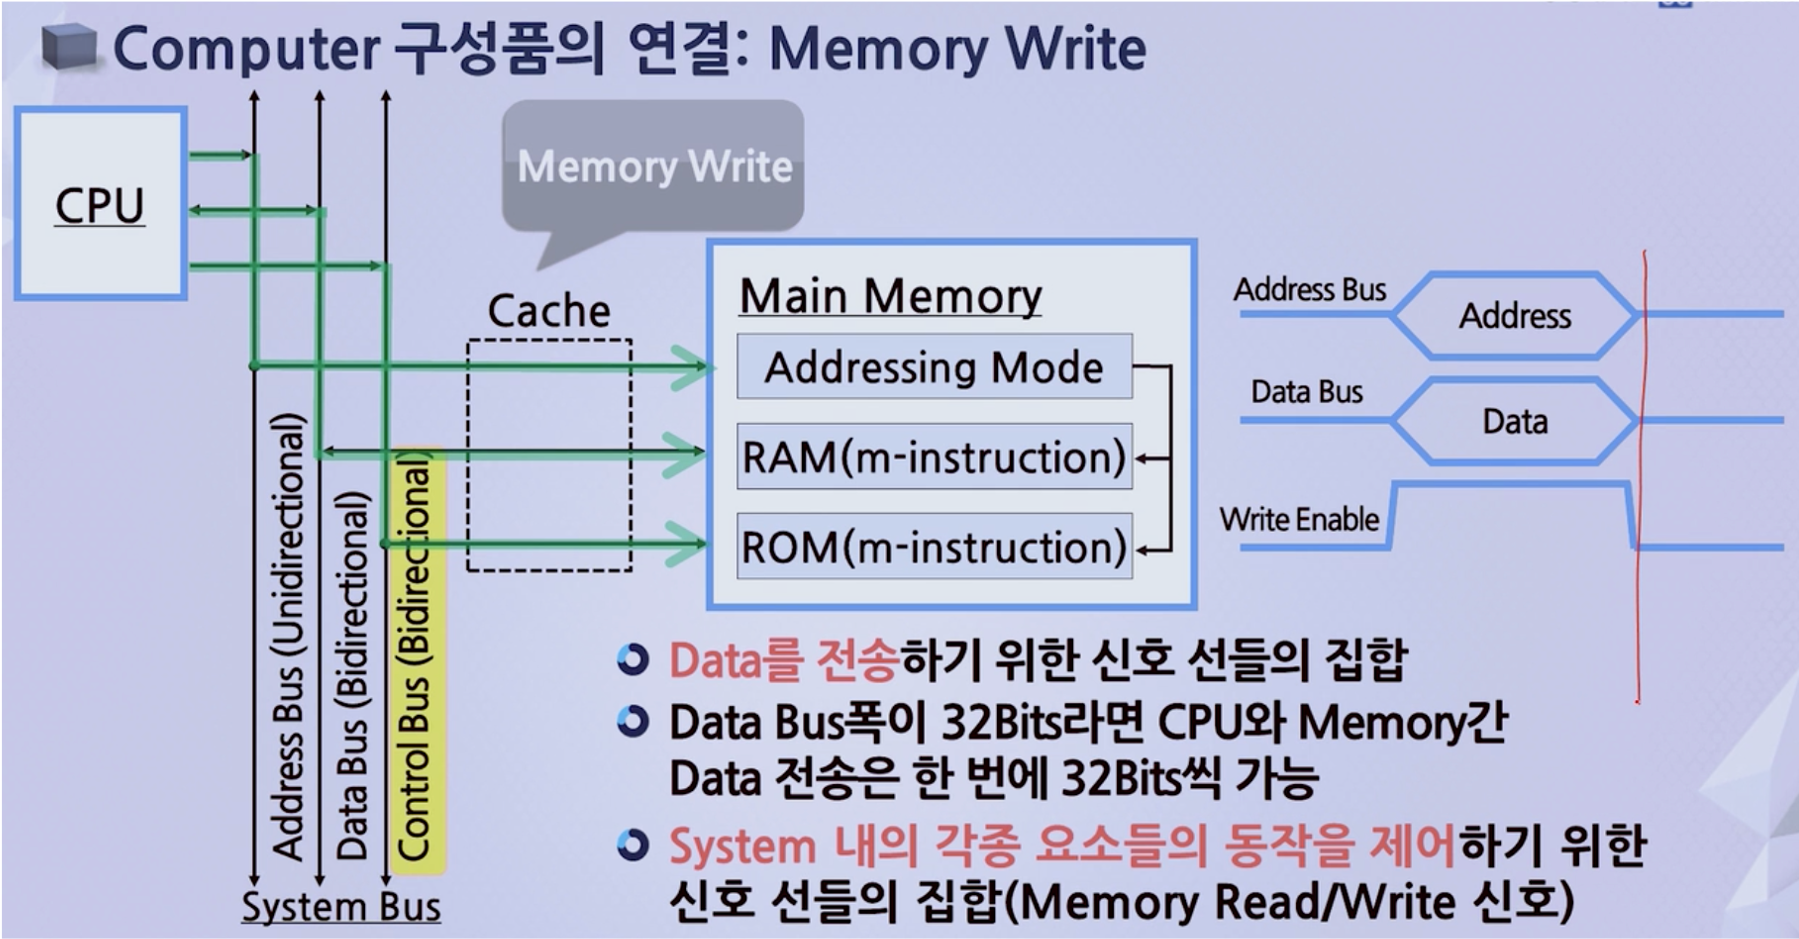 Computer 구성품의 연결: Memory Write
CPU
Memory Write
Cache
Main Memory
Addressing Mode
RAM(m-instruction)
ROM(m-instruction)
Address Bus
Address
Data Bus
Data
Write Enable
Address Bus (Unidirectional)
Data Bus (Bidirectional)
Control Bus (Bidirectional)
System Bus
Data를 전송하기 위한 신호 선들의 집합
Data Bus폭이 32Bits라면 CPU와 Memory간
Data 전송은 한 번에 32Bits씩 가능
System 내의 각종 요소들의 동작을 제어하기 위한
신호 선들의 집합(Memory Read/Write 신호)